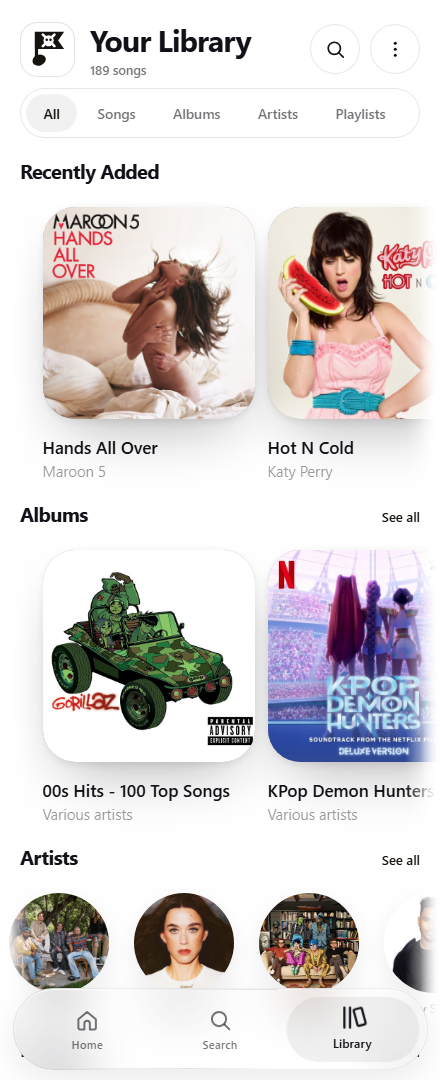 Your Library
189 songs
All
Songs
Albums
Artists
Playlists
Recently Added
MAROON 5
HANDS
ALL
OVER
Katy
HOT N
Hands All Over
Maroon 5
Hot N Cold
Katy Perry
Albums
See all
GORILLAZ
PARENTAL
ADVISORY
EXPLICIT CONTENT
N
KPOP
DEMON
HUNTERS
SOUNDTRACK FROM THE NETFLIX
DELUXE VERSION
00s Hits - 100 Top Songs
Various artists
KPop Demon Hunters
Various artists
Artists
See all
Home
Search
Library